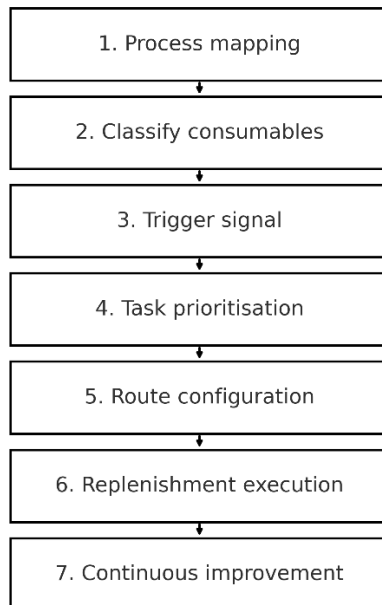 1. Process mapping
2. Classify consumables
3. Trigger signal
4. Task prioritisation
5. Route configuration
6. Replenishment execution
7. Continuous improvement